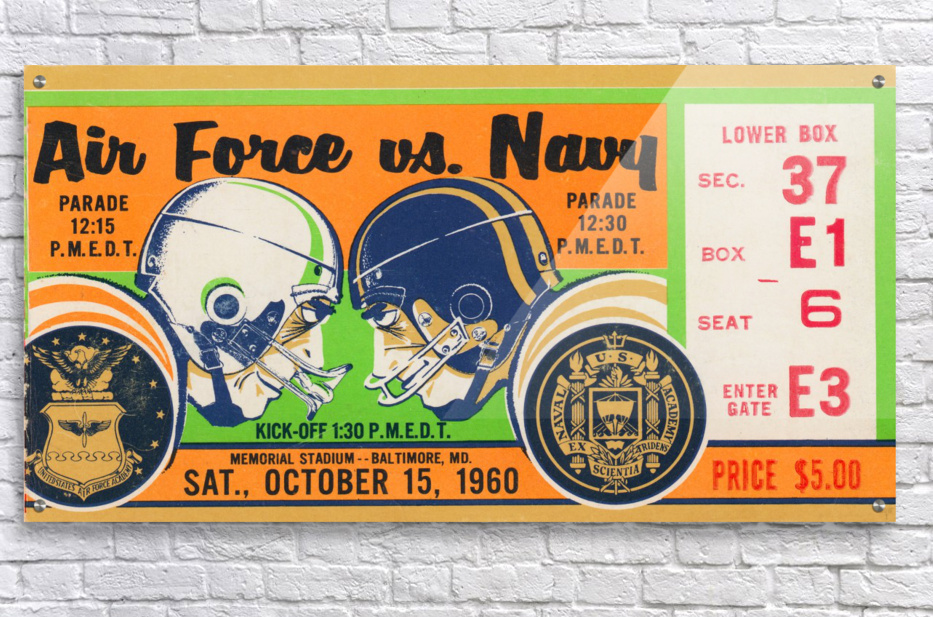 Air Force vs. Navy
PARADE
12:15
P.M.E.D.T.
PARADE
12:30
P.M.E.D.T.
KICK-OFF 1:30 P.M.E.D.T.
MEMORIAL STADIUM--BALTIMORE, MD.
SAT., OCTOBER 15, 1960
UNITED STATES AIR FORCE ACADEMY
U·S·
NAVAL ACADEMY
EX TRIDENS
SCIENTIA
LOWER BOX
SEC. 37
BOX E1
SEAT 6
ENTER
GATE E3
PRICE $5.00